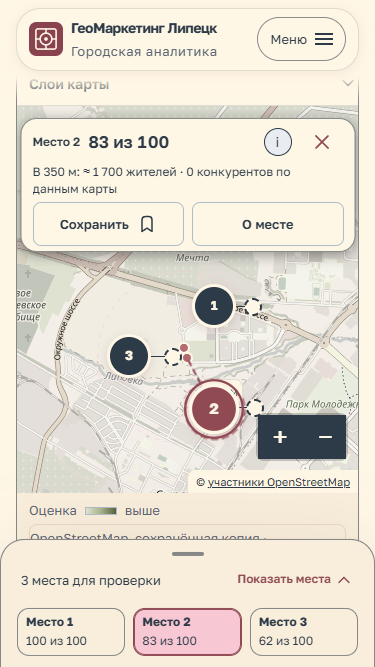 ГеоМаркетинг Липецк
Городская аналитика
Меню
Слои карты
Место 2 83 из 100
i
В 350 м: ≈ 1 700 жителей · 0 конкурентов по
данным карты
Сохранить
О месте
Мечта
1
Окружное шоссе
3
Липовка
2
Парк Молодёжн
+ −
© участники OpenStreetMap
Оценка выше
OpenStreetMap, сохранённая копия ·
3 места для проверки
Показать места
Место 1
100 из 100
Место 2
83 из 100
Место 3
62 из 100